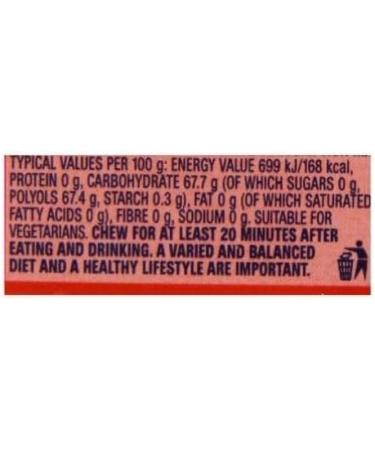 TYPICAL VALUES PER 100 g: ENERGY VALUE 699 kJ/168 kcal,
PROTEIN 0 g, CARBOHYDRATE 67.7 g (OF WHICH SUGARS 0 g,
POLYOLS 67.4 g, STARCH 0.3 g), FAT 0 g (OF WHICH SATURATED
FATTY ACIDS 0 g), FIBRE 0 g, SODIUM 0 g. SUITABLE FOR
VEGETARIANS. CHEW FOR AT LEAST 20 MINUTES AFTER
EATING AND DRINKING. A VARIED AND BALANCED
DIET AND A HEALTHY LIFESTYLE ARE IMPORTANT.